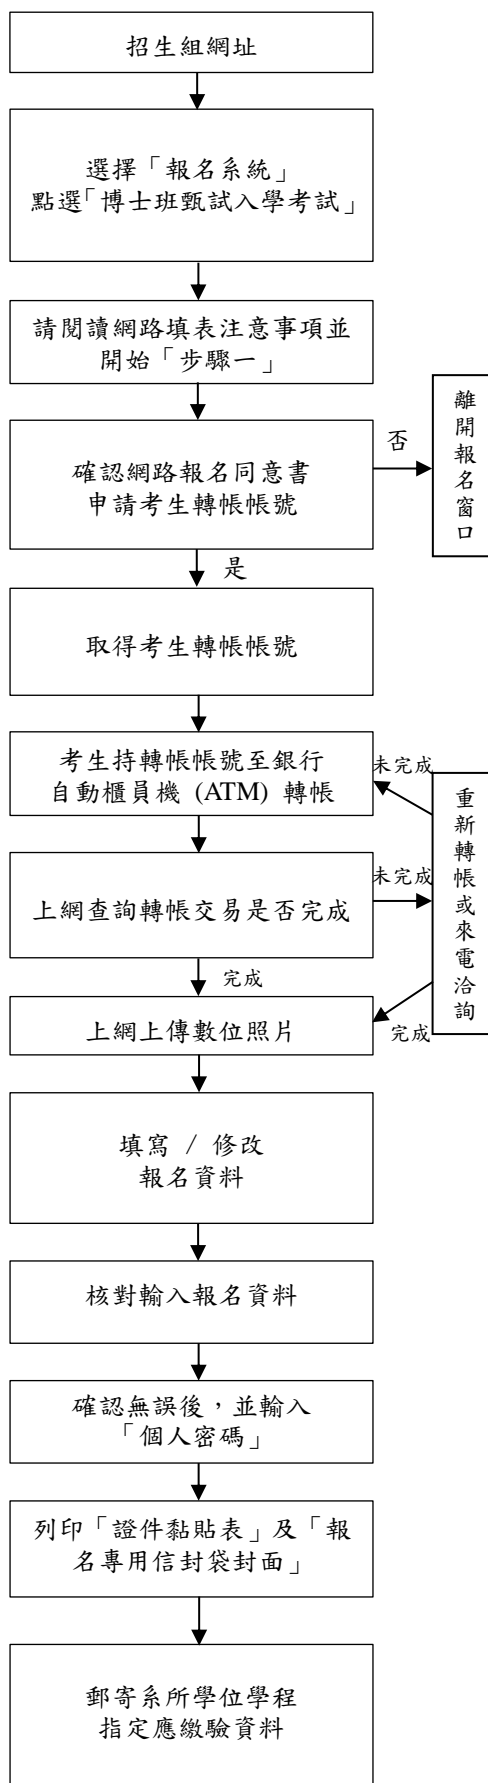 招生組網址
選擇「報名系統」
點選「博士班甄試入學考試」
請閱讀網路填表注意事項並
開始「步驟一」
確認網路報名同意書
申請考生轉帳帳號
否
離開報名窗口
是
取得考生轉帳帳號
考生持轉帳帳號至銀行
自動櫃員機 (ATM) 轉帳
未完成
重新轉帳或來電洽詢
上網查詢轉帳交易是否完成
未完成
完成
上網上傳數位照片
完成
填寫 / 修改
報名資料
核對輸入報名資料
確認無誤後，並輸入
「個人密碼」
列印「證件黏貼表」及「報
名專用信封袋封面」
郵寄系所學位學程
指定應繳驗資料